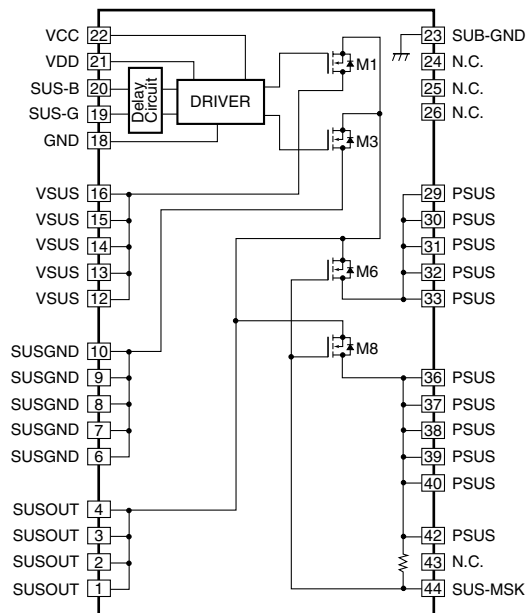 VCC 22
VDD 21
SUS-B 20
SUS-G 19
GND 18
VSUS 16
VSUS 15
VSUS 14
VSUS 13
VSUS 12
SUSGND 10
SUSGND 9
SUSGND 8
SUSGND 7
SUSGND 6
SUSOUT 4
SUSOUT 3
SUSOUT 2
SUSOUT 1
Delay
Circuit
DRIVER
M1
M3
M6
M8
23 SUB-GND
24 N.C.
25 N.C.
26 N.C.
29 PSUS
30 PSUS
31 PSUS
32 PSUS
33 PSUS
36 PSUS
37 PSUS
38 PSUS
39 PSUS
40 PSUS
42 PSUS
43 N.C.
44 SUS-MSK